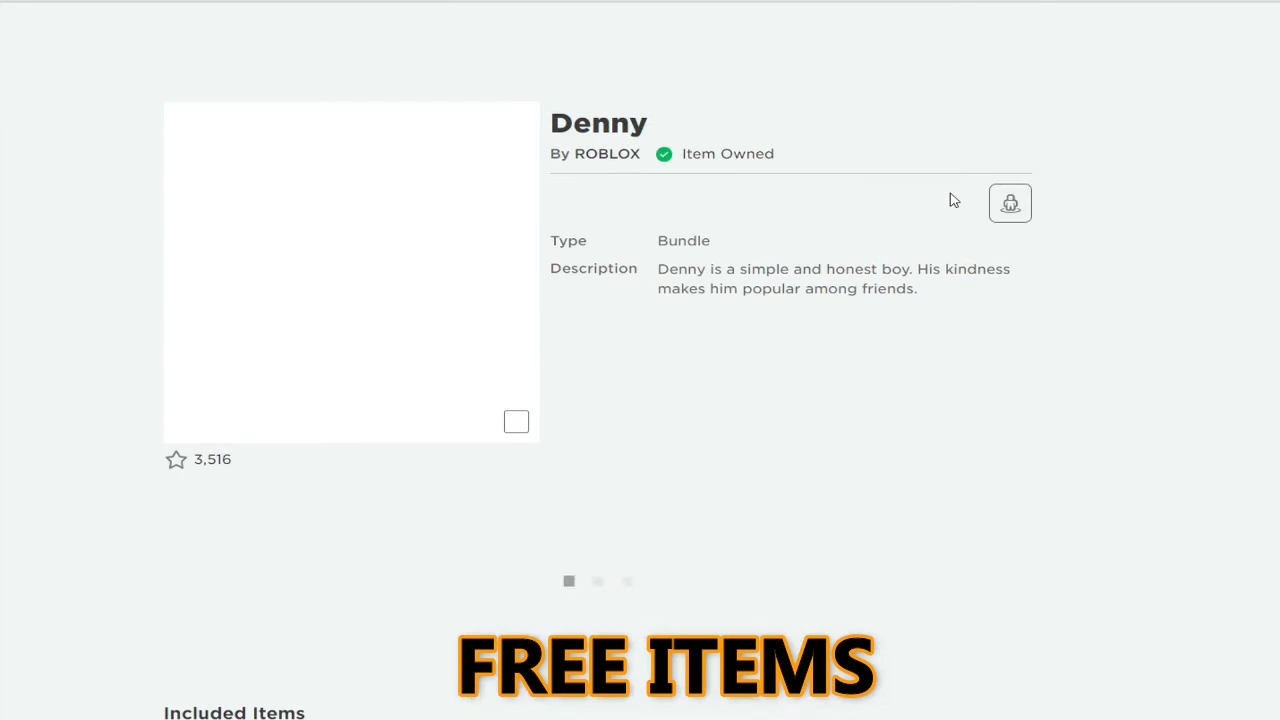 Denny
By ROBLOX Item Owned
Type Bundle
Description Denny is a simple and honest boy. His kindness
makes him popular among friends.
3,516
FREE ITEMS
Included Items